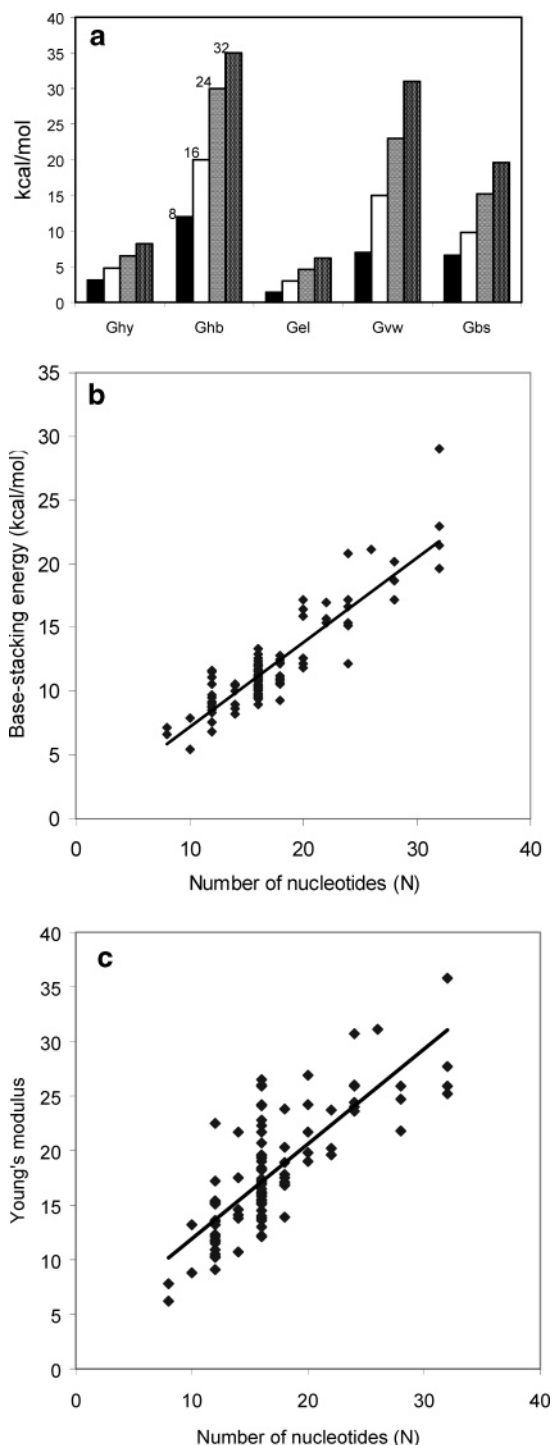 a
40
35
30
25
20
15
10
5
0
kcal/mol
8
16
24
32
Ghy Ghb Gel Gvw Gbs
b
35
30
25
20
15
10
5
0
Base-stacking energy (kcal/mol)
0 10 20 30 40
Number of nucleotides (N)
c
40
35
30
25
20
15
10
5
0
Young's modulus
0 10 20 30 40
Number of nucleotides (N)